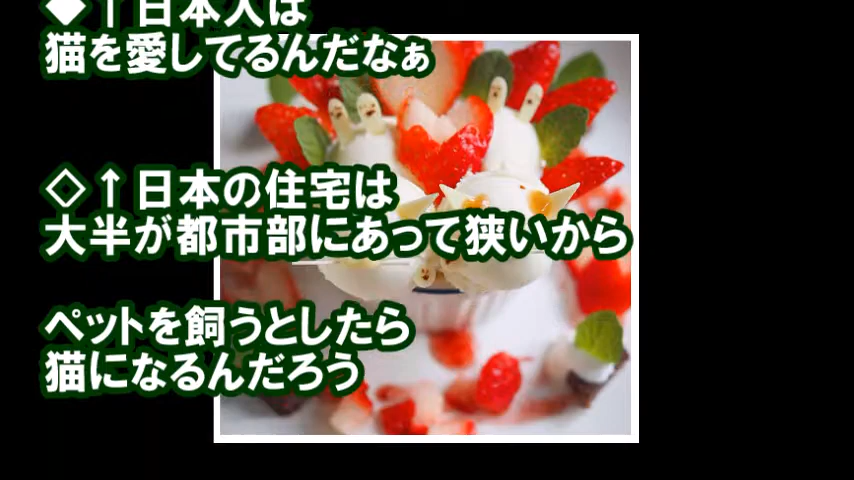 ◆↑日本人は
猫を愛してるんだなぁ
◇↑日本の住宅は
大半が都市部にあって狭いから
ペットを飼うとしたら
猫になるんだろう